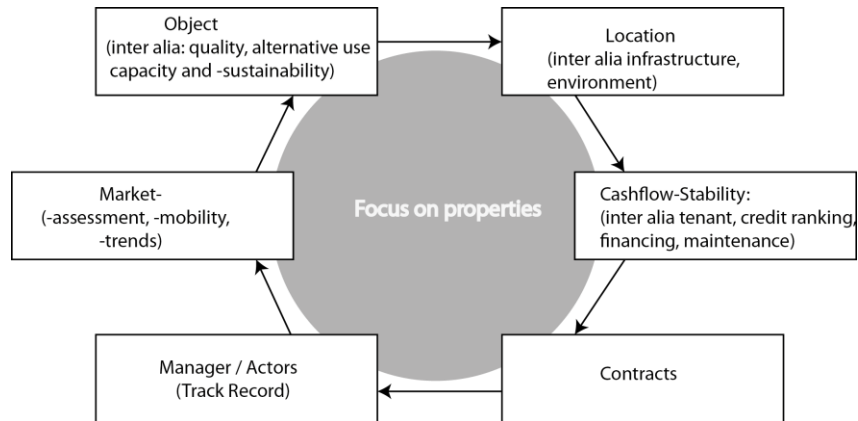 Object
(inter alia: quality, alternative use
capacity and -sustainability)
Location
(inter alia infrastructure,
environment)
Market-
(-assessment, -mobility,
-trends)
Focus on properties
Cashflow-Stability:
(inter alia tenant, credit ranking,
financing, maintenance)
Manager / Actors
(Track Record)
Contracts